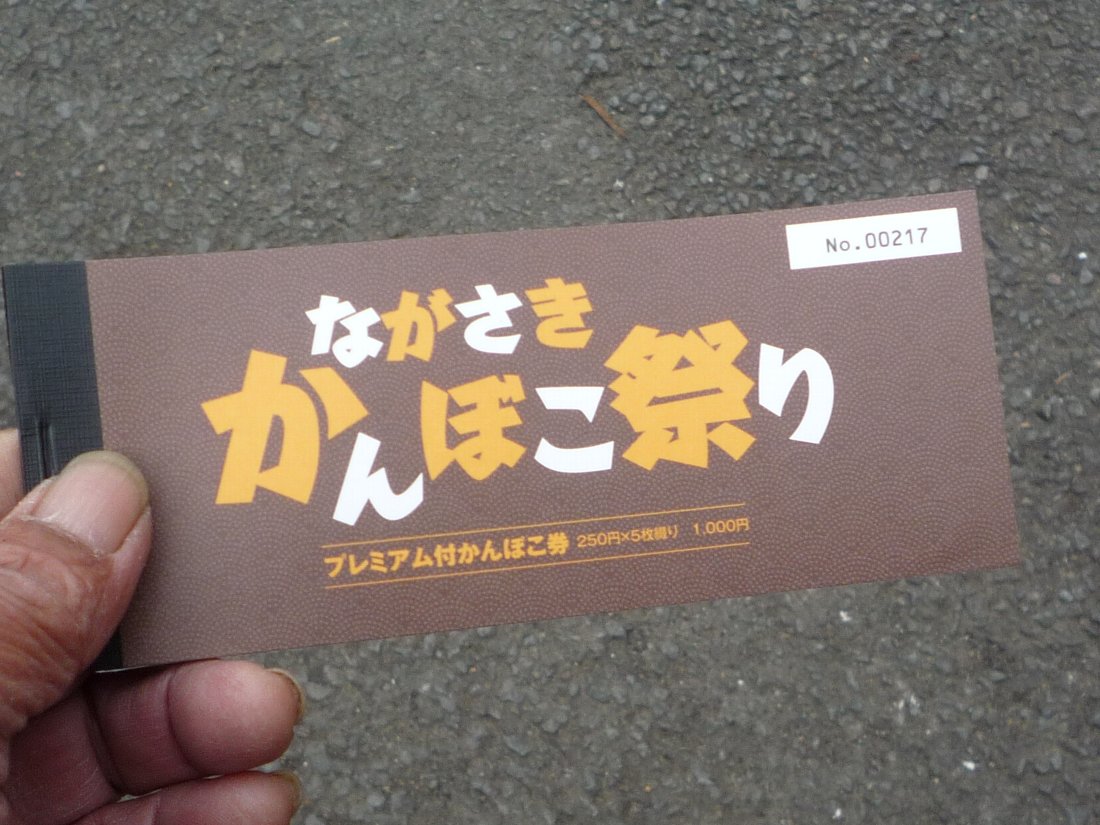 No.00217
ながさき
かんぼこ祭り
プレミアム付かんぼこ券 250円×5枚綴り 1,000円